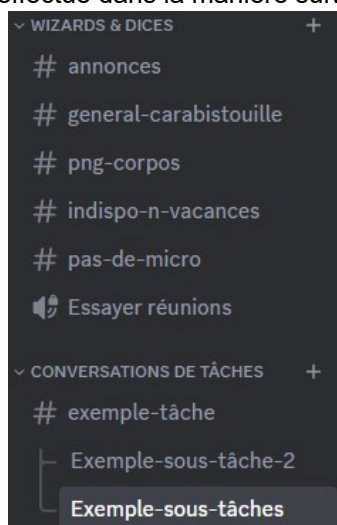 effectue dans la manière suiv
WIZARDS & DICES +
# annonces
# general-carabistouille
# png-corpos
# indispo-n-vacances
# pas-de-micro
Essayer réunions
CONVERSATIONS DE TÂCHES +
# exemple-tâche
Exemple-sous-tâche-2
Exemple-sous-tâches